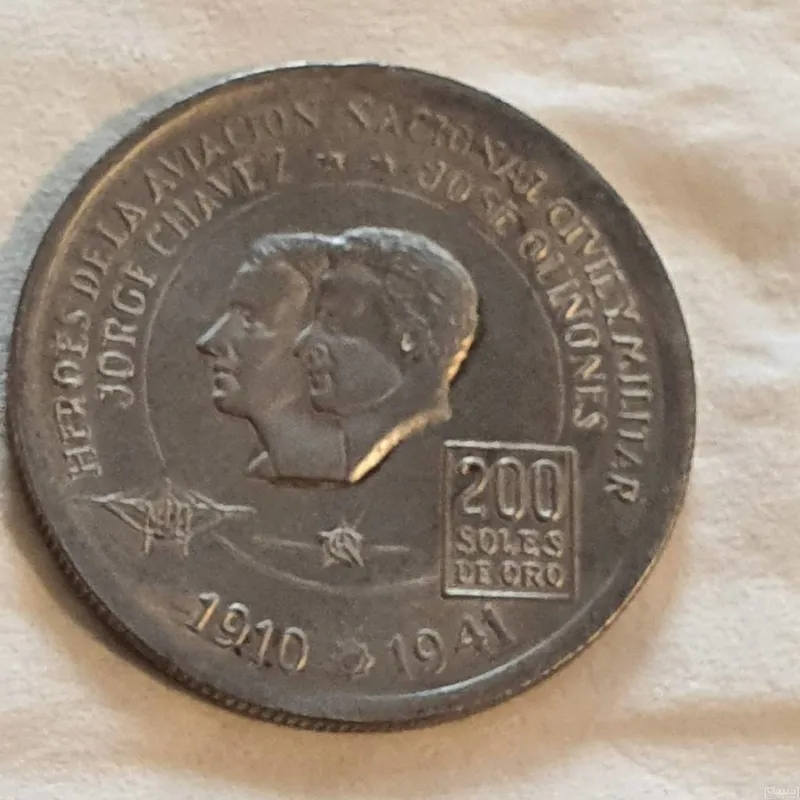 HEROES DE LA AVIACION NACIONAL CIVIL Y MILITAR
JORGE CHAVEZ JOSE QUIÑONES
200
SOLES
DE ORO
1910 1941